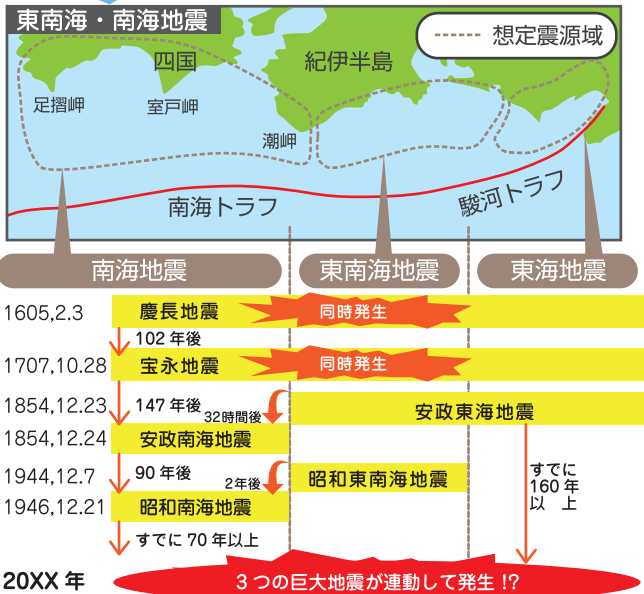 東南海・南海地震
想定震源域
四国
紀伊半島
足摺岬
室戸岬
潮岬
南海トラフ
駿河トラフ
南海地震
東南海地震
東海地震
1605,2.3
慶長地震
同時発生
102 年後
1707,10.28
宝永地震
同時発生
147 年後
1854,12.23
32時間後
安政東海地震
1854,12.24
安政南海地震
90 年後
1944,12.7
2年後
昭和東南海地震
すでに
160 年
以 上
1946,12.21
昭和南海地震
すでに 70 年以上
20XX 年
3 つの巨大地震が連動して発生 !?